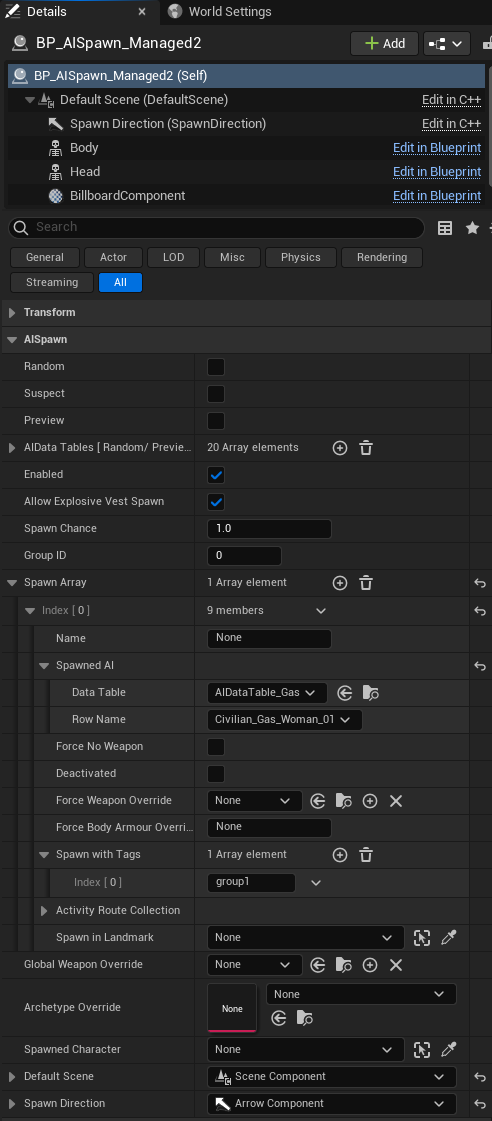 Details × World Settings
BP_AISpawn_Managed2 + Add
BP_AISpawn_Managed2 (Self)
Default Scene (DefaultScene) Edit in C++
Spawn Direction (SpawnDirection) Edit in C++
Body Edit in Blueprint
Head Edit in Blueprint
BillboardComponent Edit in Blueprint
Search
General Actor LOD Misc Physics Rendering
Streaming All
Transform
AISpawn
Random
Suspect
Preview
AIData Tables [ Random/ Previe... 20 Array elements
Enabled
Allow Explosive Vest Spawn
Spawn Chance 1.0
Group ID 0
Spawn Array 1 Array element
Index [ 0 ] 9 members
Name None
Spawned AI
Data Table AIDataTable_Gas
Row Name Civilian_Gas_Woman_01
Force No Weapon
Deactivated
Force Weapon Override None
Force Body Armour Overri... None
Spawn with Tags 1 Array element
Index [ 0 ] group1
Activity Route Collection
Spawn in Landmark None
Global Weapon Override None
Archetype Override None None
Spawned Character None
Default Scene Scene Component
Spawn Direction Arrow Component